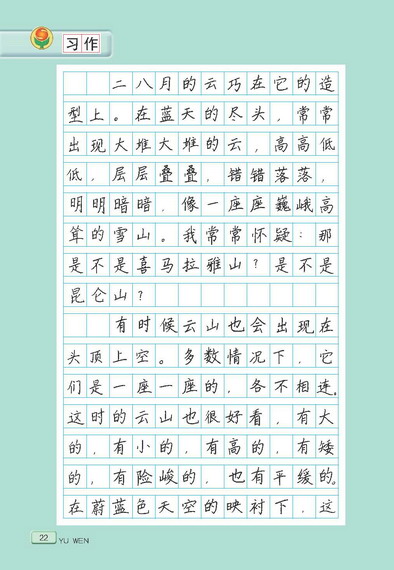 习作
二八月的云巧在它的造
型上。在蓝天的尽头，常常
出现大堆大堆的云，高高低
低，层层叠叠，错错落落，
明明暗暗，像一座座巍峨高
耸的雪山。我常常怀疑：那
是不是喜马拉雅山？是不是
昆仑山？
有时候云山也会出现在
头顶上空。多数情况下，它
们是一座一座的，各不相连。
这时的云山也很好看，有大
的，有小的，有高的，有矮
的，有险峻的，也有平缓的。
在蔚蓝色天空的映衬下，这
22 YU WEN